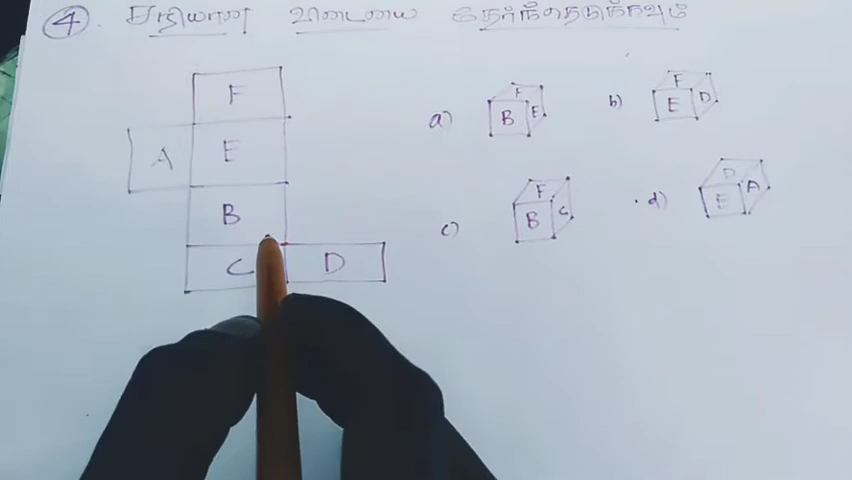 ④. சரியான விடையை தேர்ந்தெடுக்கவும்
F
A E
B
C D
a) F B E
b) F E D
c) F B C
d) D E A